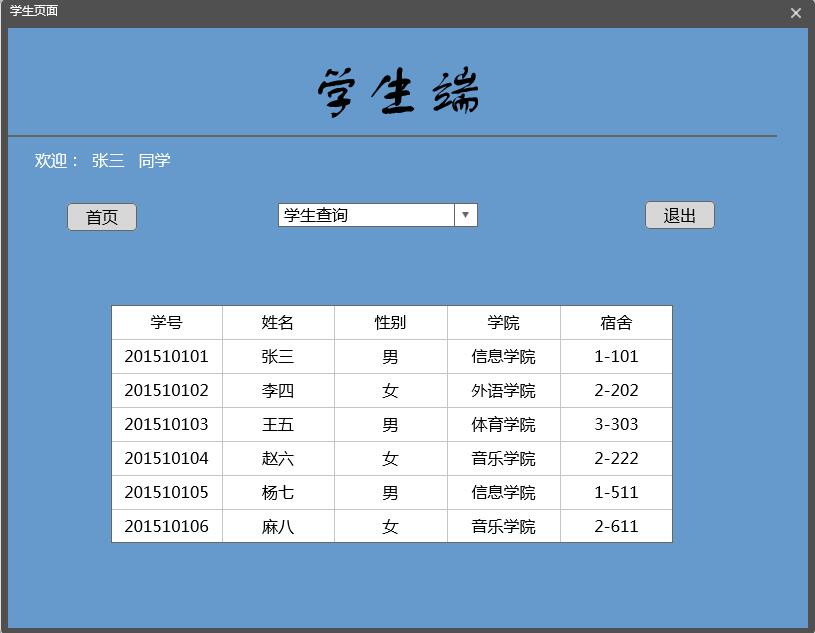 学生页面
学生端
欢迎： 张三 同学
首页 学生查询 退出
学号 姓名 性别 学院 宿舍
201510101 张三 男 信息学院 1-101
201510102 李四 女 外语学院 2-202
201510103 王五 男 体育学院 3-303
201510104 赵六 女 音乐学院 2-222
201510105 杨七 男 信息学院 1-511
201510106 麻八 女 音乐学院 2-611